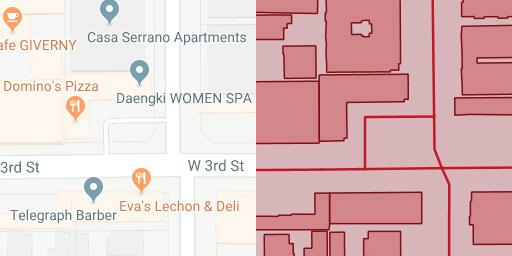 Casa Serrano Apartments
afe GIVERNY
Domino's Pizza
Daengki WOMEN SPA
3rd St
W 3rd St
Telegraph Barber
Eva's Lechon & Deli